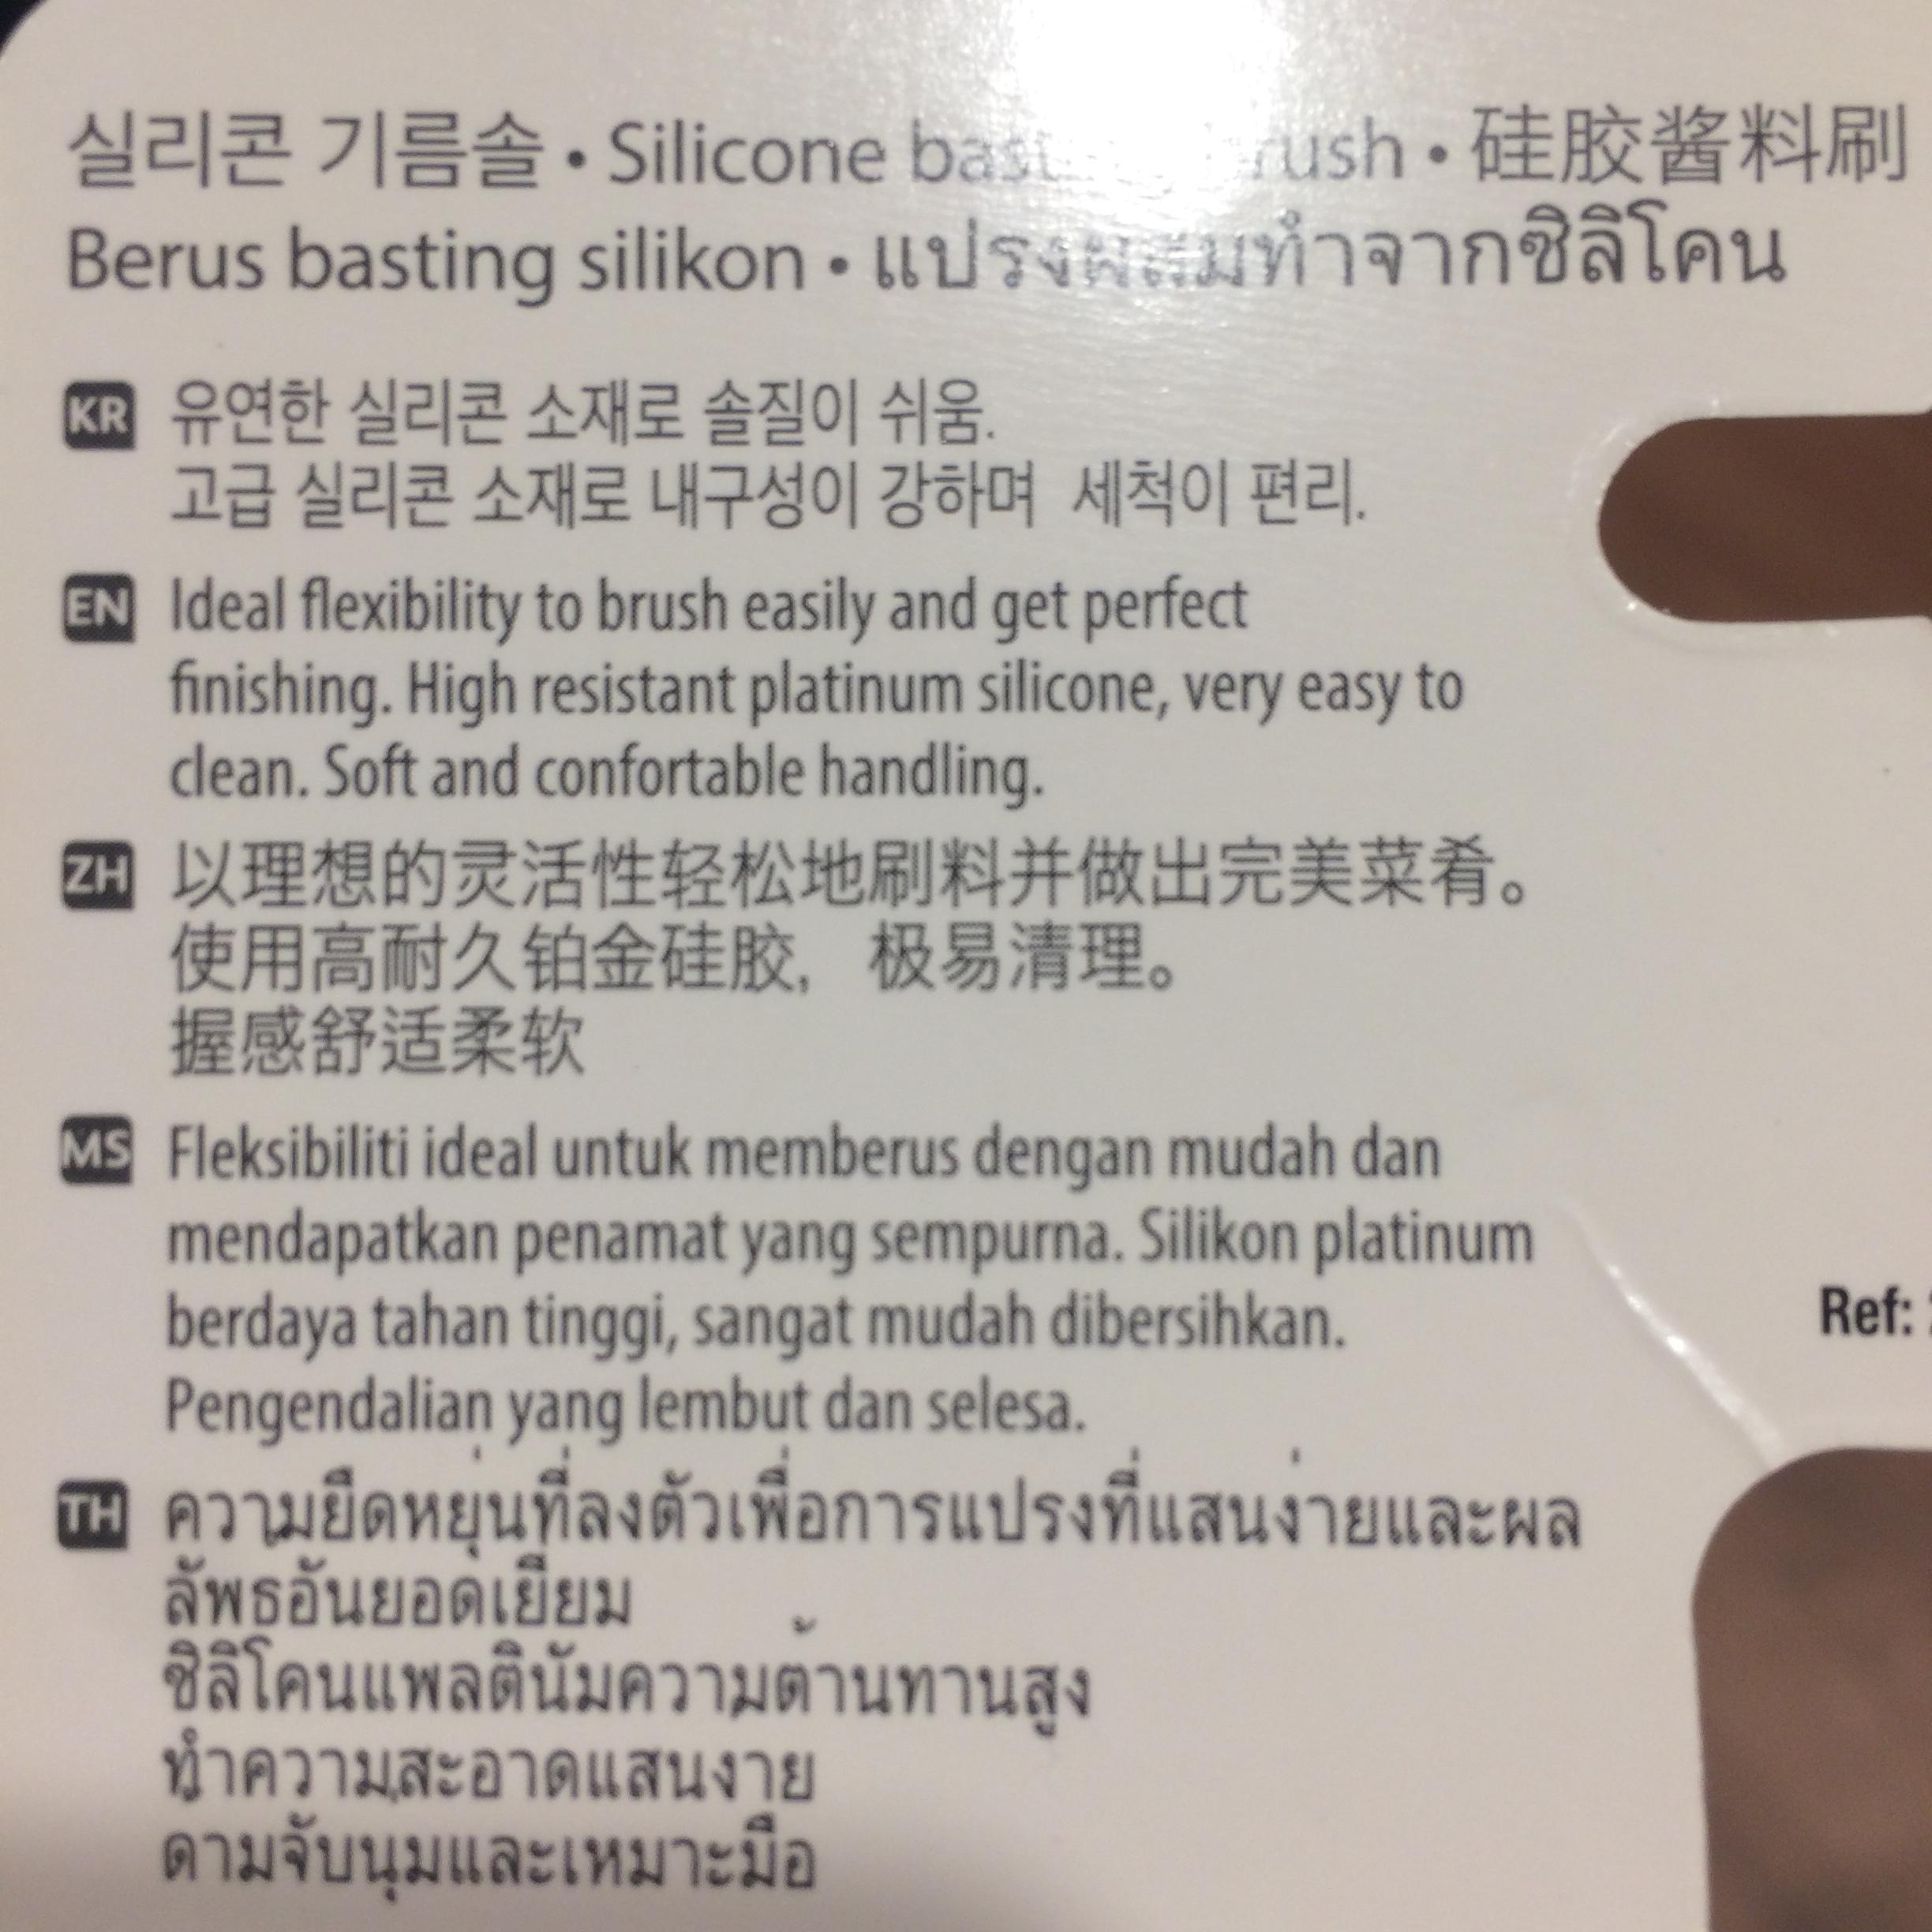 실리콘 기름솔 • Silicone basting brush • 硅胶酱料刷
Berus basting silikon • แปรงผสมทำจากซิลิโคน
KR 유연한 실리콘 소재로 솔질이 쉬움.
고급 실리콘 소재로 내구성이 강하며 세척이 편리.
EN Ideal flexibility to brush easily and get perfect
finishing. High resistant platinum silicone, very easy to
clean. Soft and confortable handling.
ZH 以理想的灵活性轻松地刷料并做出完美菜肴。
使用高耐久铂金硅胶, 极易清理。
握感舒适柔软
MS Fleksibiliti ideal untuk memberus dengan mudah dan
mendapatkan penamat yang sempurna. Silikon platinum
berdaya tahan tinggi, sangat mudah dibersihkan.
Pengendalian yang lembut dan selesa.
TH ความยืดหยุ่นที่ลงตัวเพื่อการแปรงที่แสนง่ายและผล
ลัพธ์อันยอดเยี่ยม
ซิลิโคนแพลตินัมความต้านทานสูง
ทำความสะอาดแสนง่าย
ด้ามจับนุ่มและเหมาะมือ
Ref: